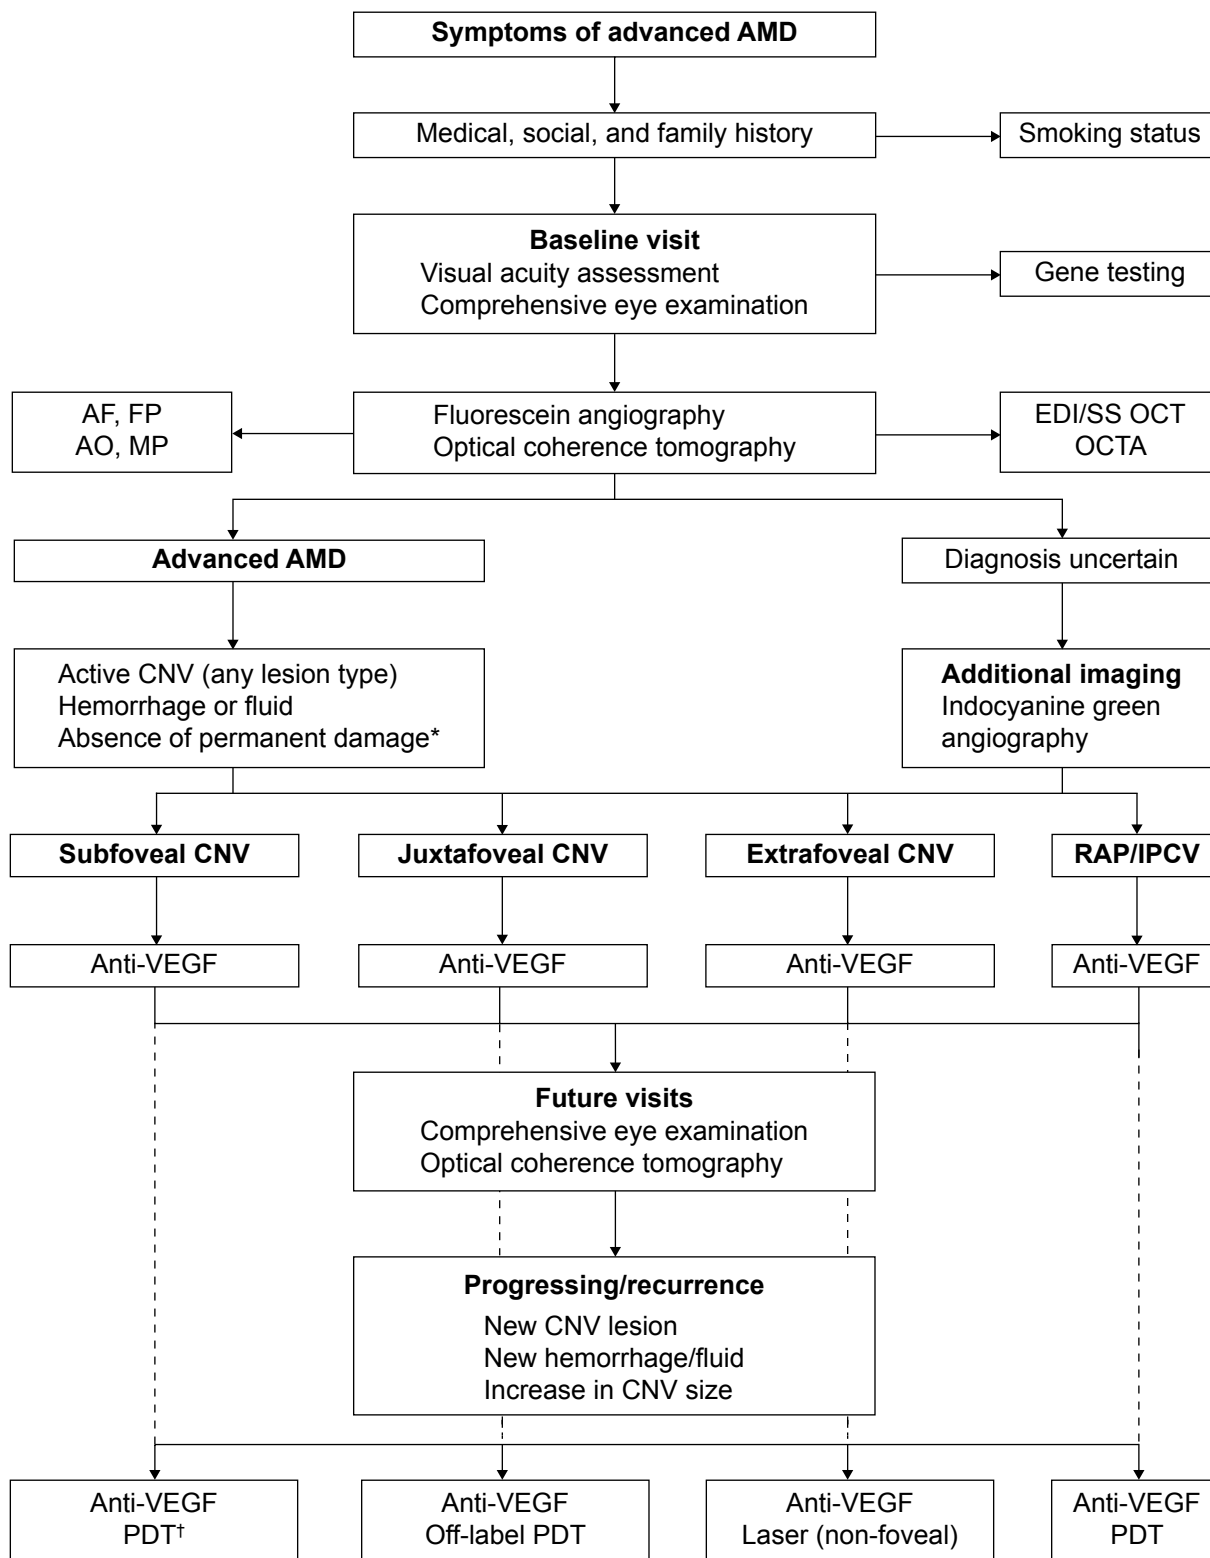 Symptoms of advanced AMD
Medical, social, and family history
Smoking status
Baseline visit
Visual acuity assessment
Comprehensive eye examination
Gene testing
AF, FP
AO, MP
Fluorescein angiography
Optical coherence tomography
EDI/SS OCT
OCTA
Advanced AMD
Diagnosis uncertain
Active CNV (any lesion type)
Hemorrhage or fluid
Absence of permanent damage*
Additional imaging
Indocyanine green
angiography
Subfoveal CNV
Juxtafoveal CNV
Extrafoveal CNV
RAP/IPCV
Anti-VEGF
Anti-VEGF
Anti-VEGF
Anti-VEGF
Future visits
Comprehensive eye examination
Optical coherence tomography
Progressing/recurrence
New CNV lesion
New hemorrhage/fluid
Increase in CNV size
Anti-VEGF
PDT†
Anti-VEGF
Off-label PDT
Anti-VEGF
Laser (non-foveal)
Anti-VEGF
PDT